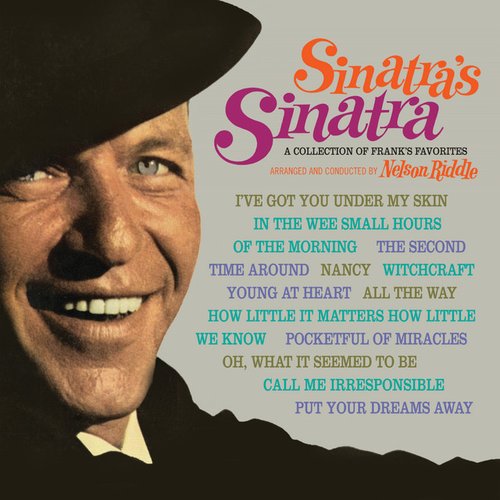 Sinatra's
Sinatra
A COLLECTION OF FRANK'S FAVORITES
ARRANGED AND CONDUCTED BY Nelson Riddle
I'VE GOT YOU UNDER MY SKIN
IN THE WEE SMALL HOURS
OF THE MORNING THE SECOND
TIME AROUND NANCY WITCHCRAFT
YOUNG AT HEART ALL THE WAY
HOW LITTLE IT MATTERS HOW LITTLE
WE KNOW POCKETFUL OF MIRACLES
OH, WHAT IT SEEMED TO BE
CALL ME IRRESPONSIBLE
PUT YOUR DREAMS AWAY